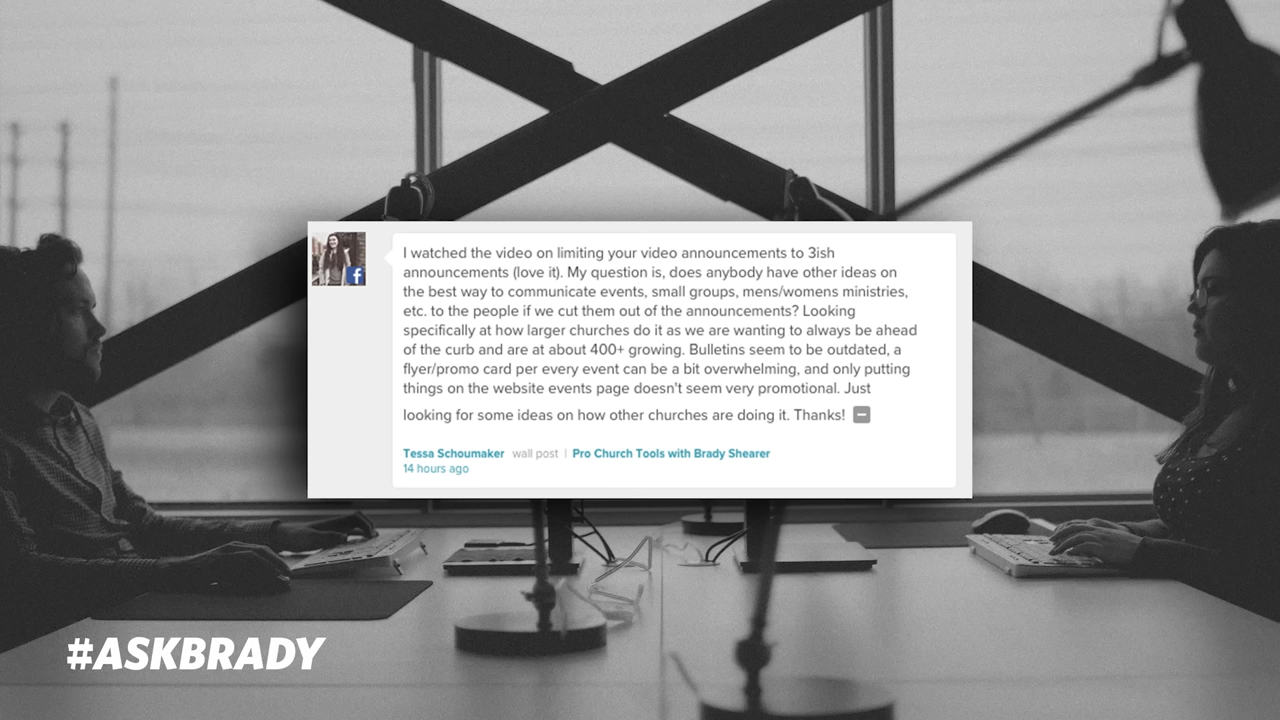 I watched the video on limiting your video announcements to 3ish
announcements (love it). My question is, does anybody have other ideas on
the best way to communicate events, small groups, mens/womens ministries,
etc. to the people if we cut them out of the announcements? Looking
specifically at how larger churches do it as we are wanting to always be ahead
of the curb and are at about 400+ growing. Bulletins seem to be outdated, a
flyer/promo card per every event can be a bit overwhelming, and only putting
things on the website events page doesn't seem very promotional. Just
looking for some ideas on how other churches are doing it. Thanks!
Tessa Schoumaker wall post | Pro Church Tools with Brady Shearer
14 hours ago
#ASKBRADY